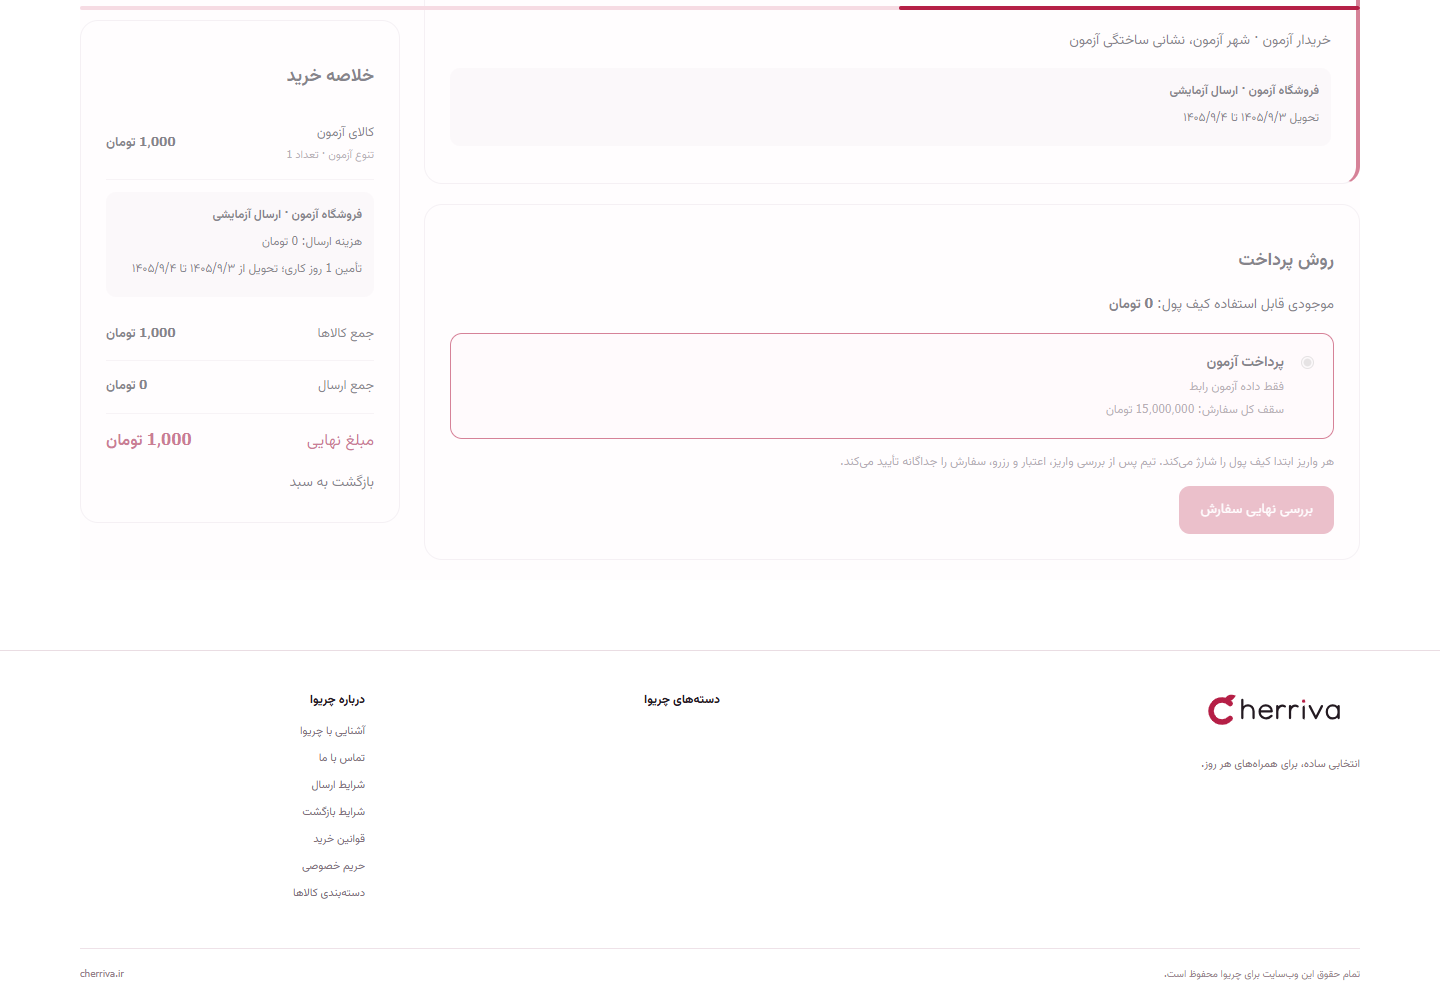 خریدار آزمون · شهر آزمون، نشانی ساختگی آزمون
فروشگاه آزمون · ارسال آزمایشی
تحویل ۱۴۰۵/۹/۳ تا ۱۴۰۵/۹/۴
روش پرداخت
موجودی قابل استفاده کیف پول: 0 تومان
پرداخت آزمون
فقط داده آزمون رابط
سقف کل سفارش: 15,000,000 تومان
هر واریز ابتدا کیف پول را شارژ می‌کند. تیم پس از بررسی واریز، اعتبار و رزرو، سفارش را جداگانه تأیید می‌کند.
بررسی نهایی سفارش
خلاصه خرید
کالای آزمون
تنوع آزمون · تعداد 1
1,000 تومان
فروشگاه آزمون · ارسال آزمایشی
هزینه ارسال: 0 تومان
تأمین 1 روز کاری؛ تحویل از ۱۴۰۵/۹/۳ تا ۱۴۰۵/۹/۴
جمع کالاها 1,000 تومان
جمع ارسال 0 تومان
مبلغ نهایی 1,000 تومان
بازگشت به سبد
Cherriva
انتخابی ساده، برای همراه‌های هر روز.
دسته‌های چریوا
درباره چریوا
آشنایی با چریوا
تماس با ما
شرایط ارسال
شرایط بازگشت
قوانین خرید
حریم خصوصی
دسته‌بندی کالاها
تمام حقوق این وب‌سایت برای چریوا محفوظ است.
cherriva.ir